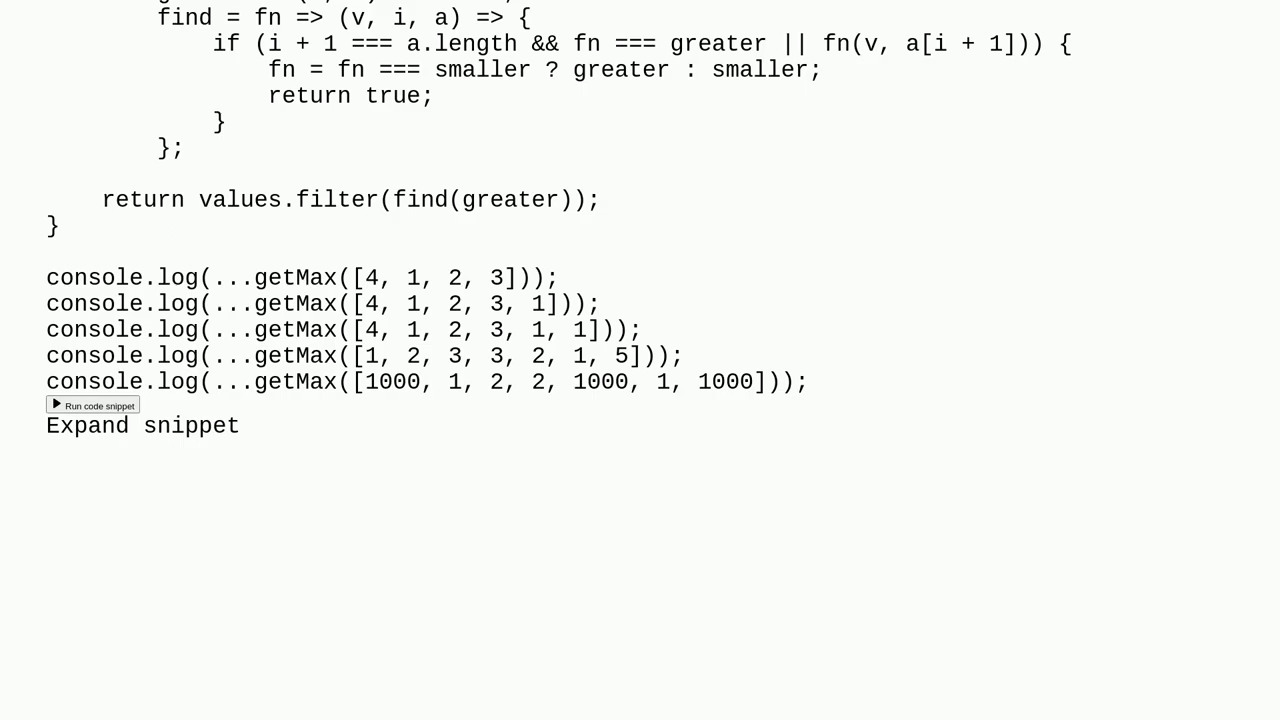 find = fn => (v, i, a) => {
if (i + 1 === a.length && fn === greater || fn(v, a[i + 1])) {
fn = fn === smaller ? greater : smaller;
return true;
}
};
return values.filter(find(greater));
}
console.log(...getMax([4, 1, 2, 3]));
console.log(...getMax([4, 1, 2, 3, 1]));
console.log(...getMax([4, 1, 2, 3, 1, 1]));
console.log(...getMax([1, 2, 3, 3, 2, 1, 5]));
console.log(...getMax([1000, 1, 2, 2, 1000, 1, 1000]));
Run code snippet
Expand snippet